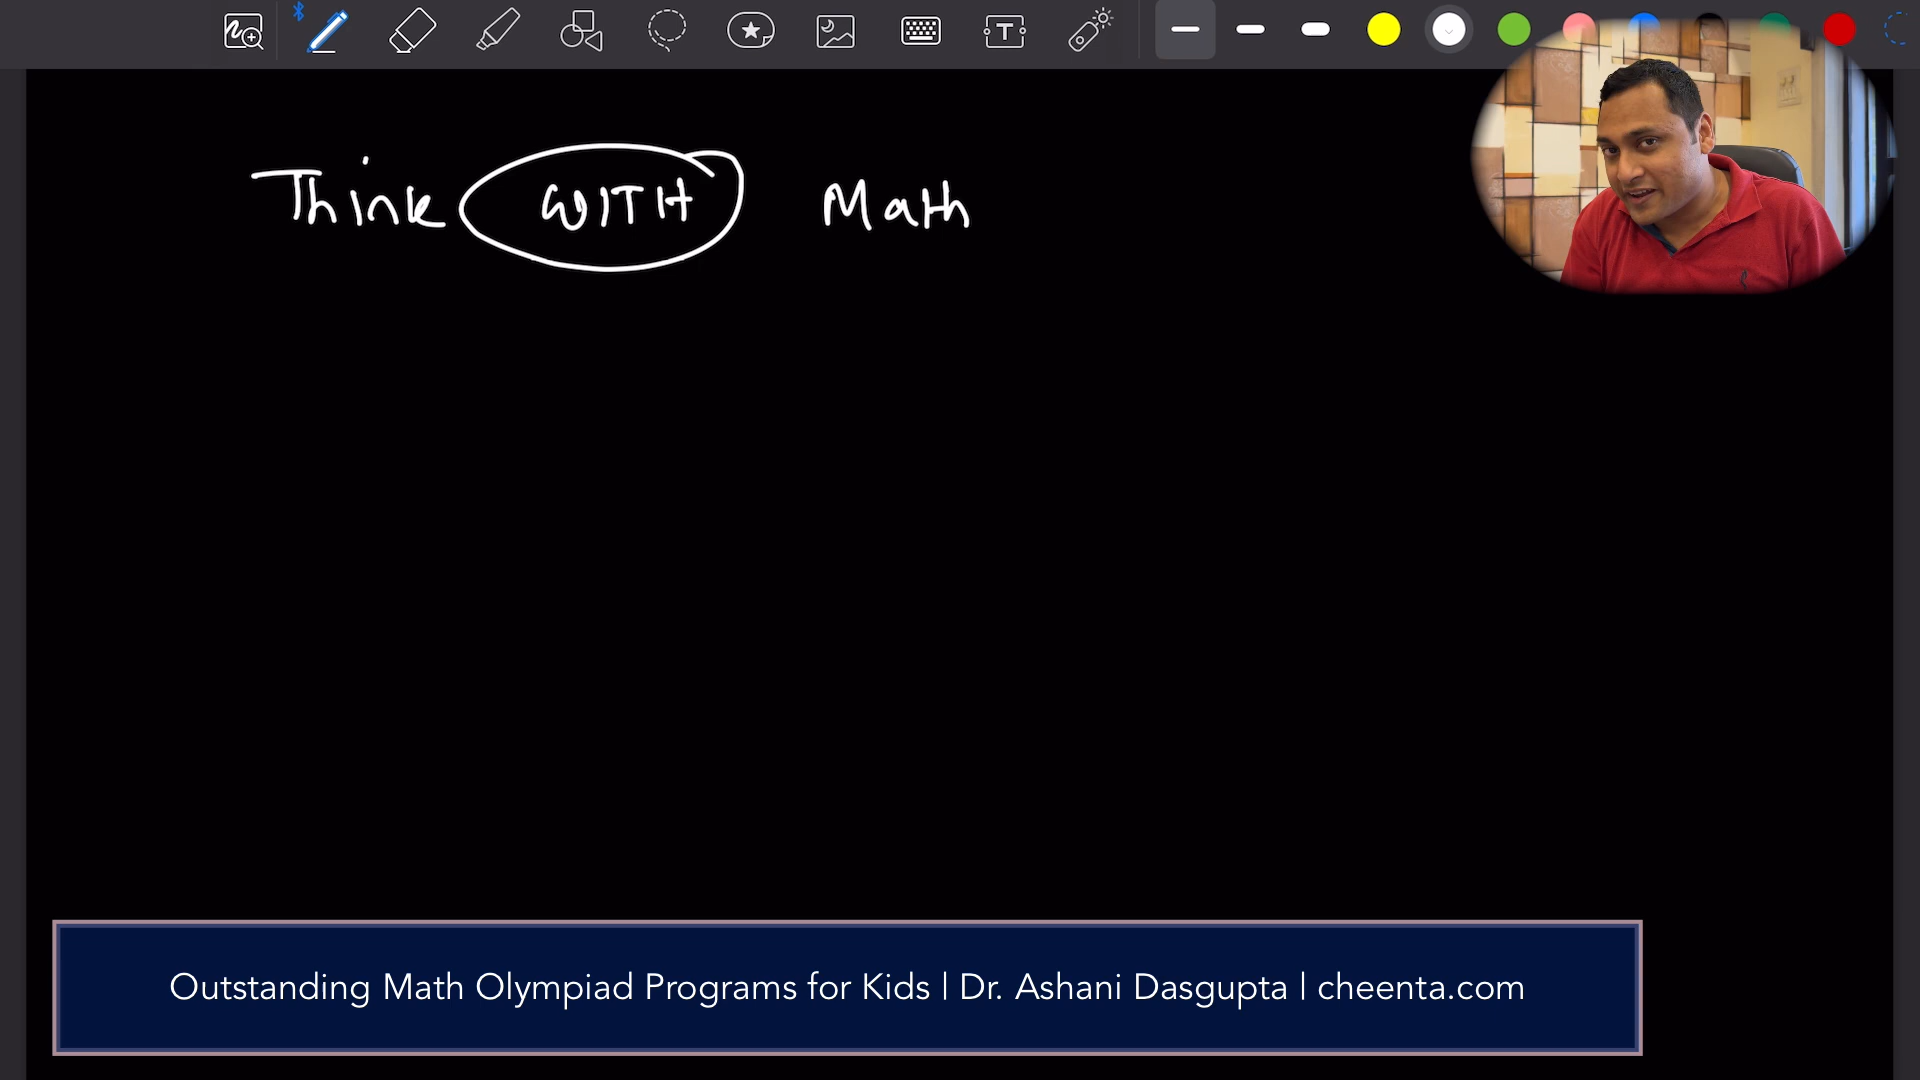 Think WITH Math
Outstanding Math Olympiad Programs for Kids | Dr. Ashani Dasgupta | cheenta.com